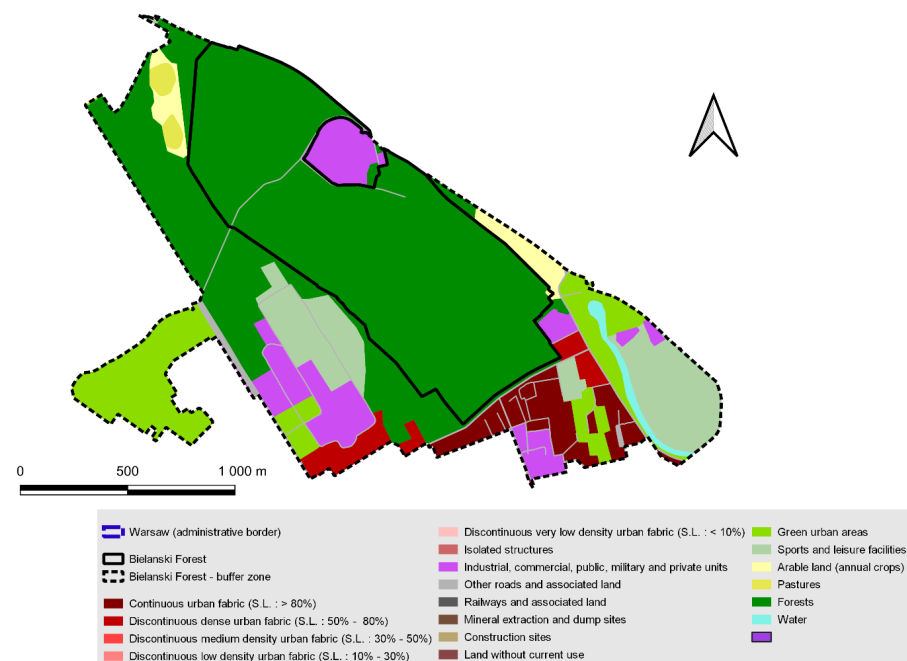 0 500 1 000 m
Warsaw (administrative border)
Bielanski Forest
Bielanski Forest - buffer zone
Continuous urban fabric (S.L. : > 80%)
Discontinuous dense urban fabric (S.L. : 50% - 80%)
Discontinuous medium density urban fabric (S.L. : 30% - 50%)
Discontinuous low density urban fabric (S.L. : 10% - 30%)
Discontinuous very low density urban fabric (S.L. : < 10%)
Isolated structures
Industrial, commercial, public, military and private units
Other roads and associated land
Railways and associated land
Mineral extraction and dump sites
Construction sites
Land without current use
Green urban areas
Sports and leisure facilities
Arable land (annual crops)
Pastures
Forests
Water